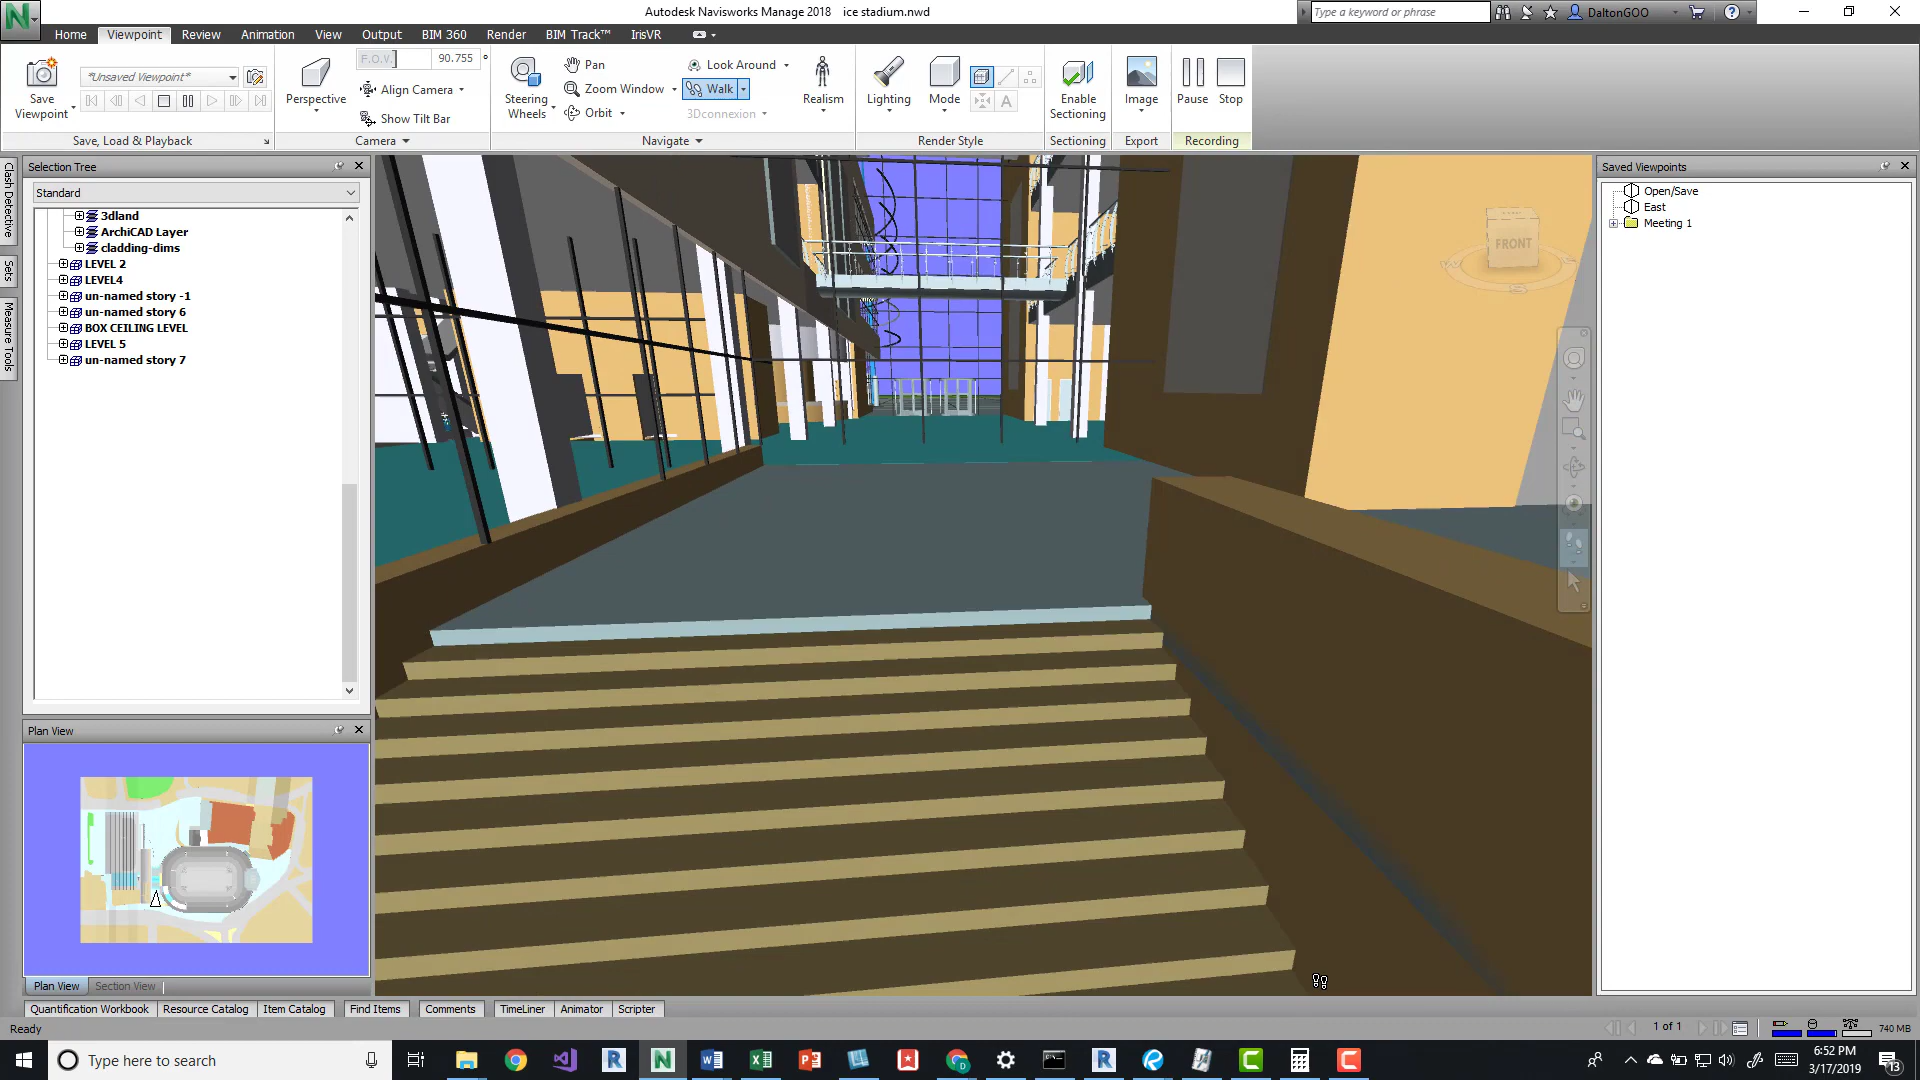 Autodesk Navisworks Manage 2018 ice stadium.nwd
Type a keyword or phrase
DaltonGOO
Home Viewpoint Review Animation View Output BIM 360 Render BIM Track™ IrisVR
Save Viewpoint
*Unsaved Viewpoint*
Save, Load & Playback
Perspective
F.O.V.
90.755 °
Align Camera
Show Tilt Bar
Camera
Steering Wheels
Pan
Zoom Window
Orbit
Look Around
Walk
3Dconnexion
Navigate
Realism
Lighting
Mode
Render Style
Enable Sectioning
Sectioning
Image
Export
Pause
Stop
Recording
Clash Detective
Sets
Measure Tools
Selection Tree
Standard
3dland
ArchiCAD Layer
cladding-dims
LEVEL 2
LEVEL4
un-named story -1
un-named story 6
BOX CEILING LEVEL
LEVEL 5
un-named story 7
Plan View
Plan View Section View
FRONT
W
S
E
Saved Viewpoints
Open/Save
East
Meeting 1
Quantification Workbook Resource Catalog Item Catalog Find Items Comments TimeLiner Animator Scripter
Ready
1 of 1
740 MB
Type here to search
6:52 PM
3/17/2019
13